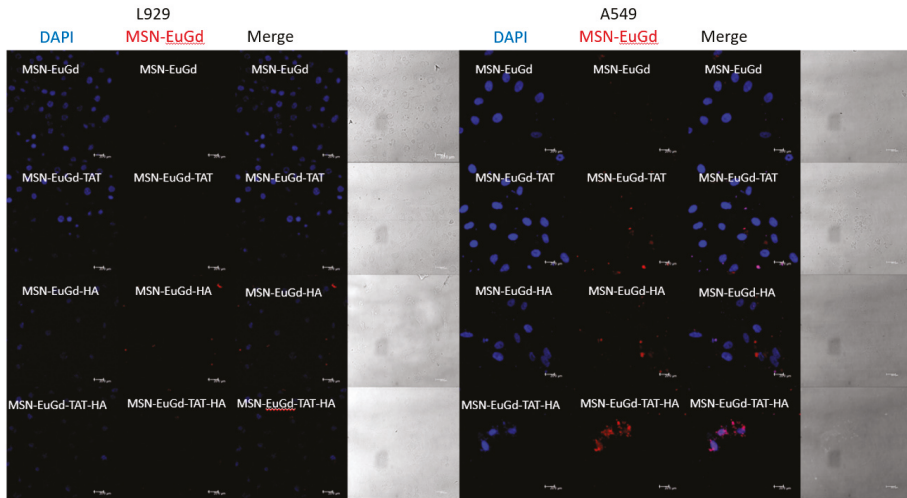 L929 A549
DAPI MSN-EuGd Merge DAPI MSN-EuGd Merge
MSN-EuGd MSN-EuGd MSN-EuGd MSN-EuGd MSN-EuGd MSN-EuGd
MSN-EuGd-TAT MSN-EuGd-TAT MSN-EuGd-TAT MSN-EuGd-TAT MSN-EuGd-TAT MSN-EuGd-TAT
MSN-EuGd-HA MSN-EuGd-HA MSN-EuGd-HA MSN-EuGd-HA MSN-EuGd-HA MSN-EuGd-HA
MSN-EuGd-TAT-HA MSN-EuGd-TAT-HA MSN-EuGd-TAT-HA MSN-EuGd-TAT-HA MSN-EuGd-TAT-HA MSN-EuGd-TAT-HA